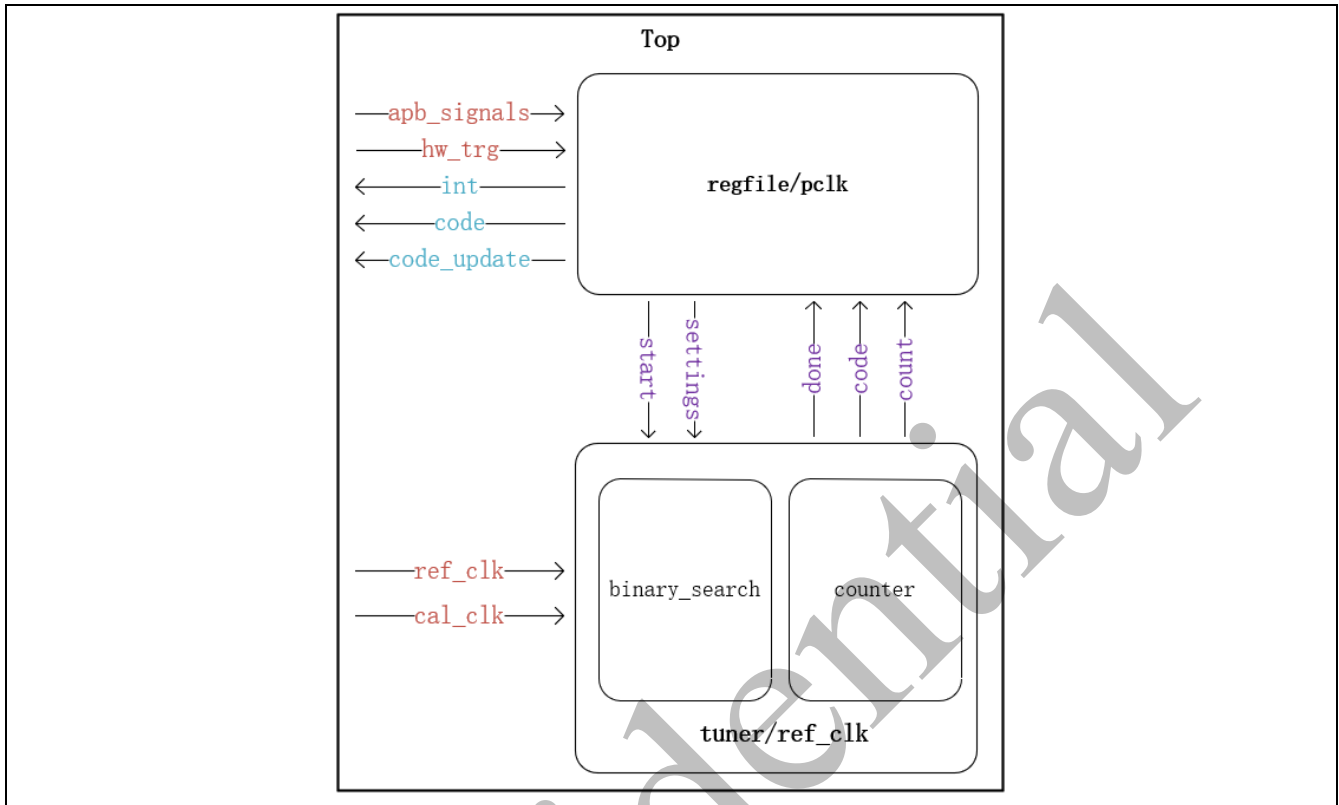 Top
apb_signals
hw_trg
int
code
code_update
regfile/pclk
start
settings
done
code
count
ref_clk
cal_clk
binary_search
counter
tuner/ref_clk
dential